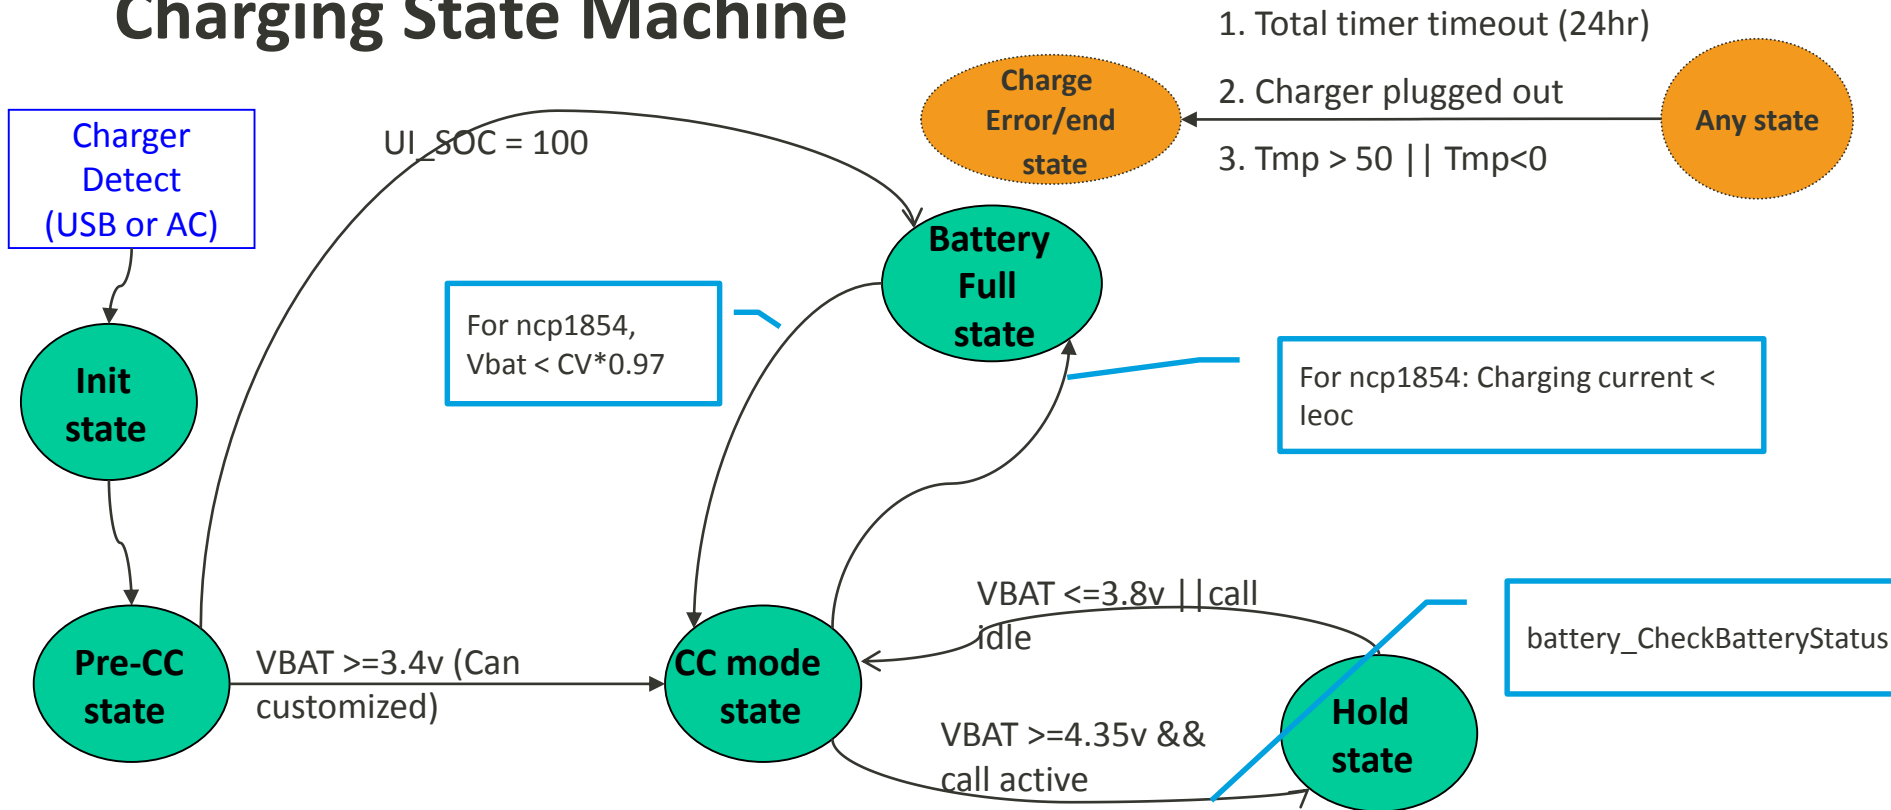 Charging State Machine
1. Total timer timeout (24hr)
2. Charger plugged out
3. Tmp > 50 || Tmp<0
Charge
Error/end
state
Any state
Charger
Detect
(USB or AC)
UI_SOC = 100
Battery
Full
state
For ncp1854,
Vbat < CV*0.97
For ncp1854: Charging current <
Ieoc
Init
state
Pre-CC
state
VBAT >=3.4v (Can
customized)
CC mode
state
VBAT <=3.8v ||call
idle
VBAT >=4.35v &&
call active
Hold
state
battery_CheckBatteryStatus